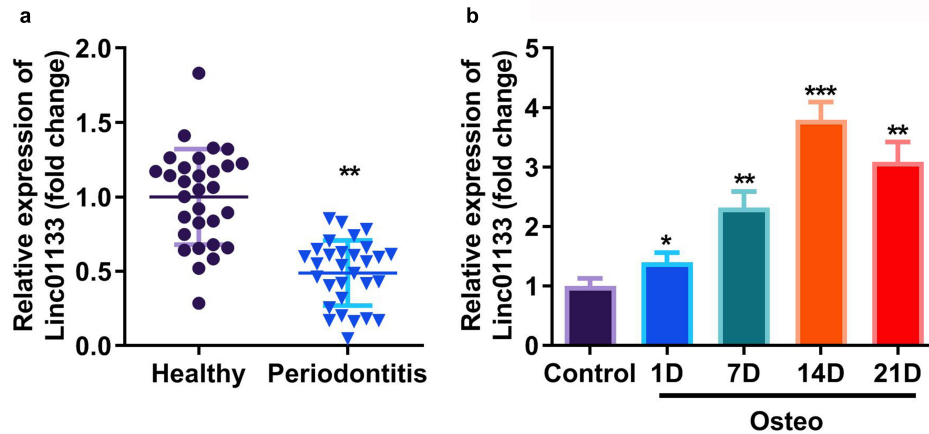 a
Relative expression of
Linc01133 (fold change)
2.0
1.5
1.0
0.5
0.0
**
Healthy Periodontitis
b
Relative expression of
Linc01133 (fold change)
5
4
3
2
1
0
*
**
***
**
Control 1D 7D 14D 21D
Osteo